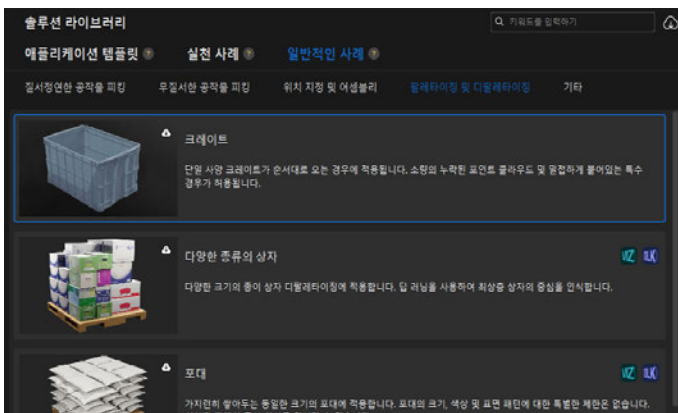 솔루션 라이브러리
키워드를 입력하기
애플리케이션 템플릿 실천 사례 일반적인 사례
질서정연한 공작물 피킹 무질서한 공작물 피킹 위치 지정 및 어셈블리 팔레타이징 및 디팔레타이징 기타
크레이트
단일 사양 크레이트가 순서대로 오는 경우에 적용됩니다. 소량의 누락된 포인트 클라우드 및 밀접하게 붙어있는 특수
경우가 허용됩니다.
다양한 종류의 상자
VIZ
다양한 크기의 종이 상자 디팔레타이징에 적용합니다. 딥 러닝을 사용하여 최상층 상자의 중심을 인식합니다.
포대
VIZ
가지런히 쌓아두는 동일한 크기의 포대에 적용합니다. 포대의 크기, 색상 및 표면 패턴에 대한 특별한 제한은 없습니다.